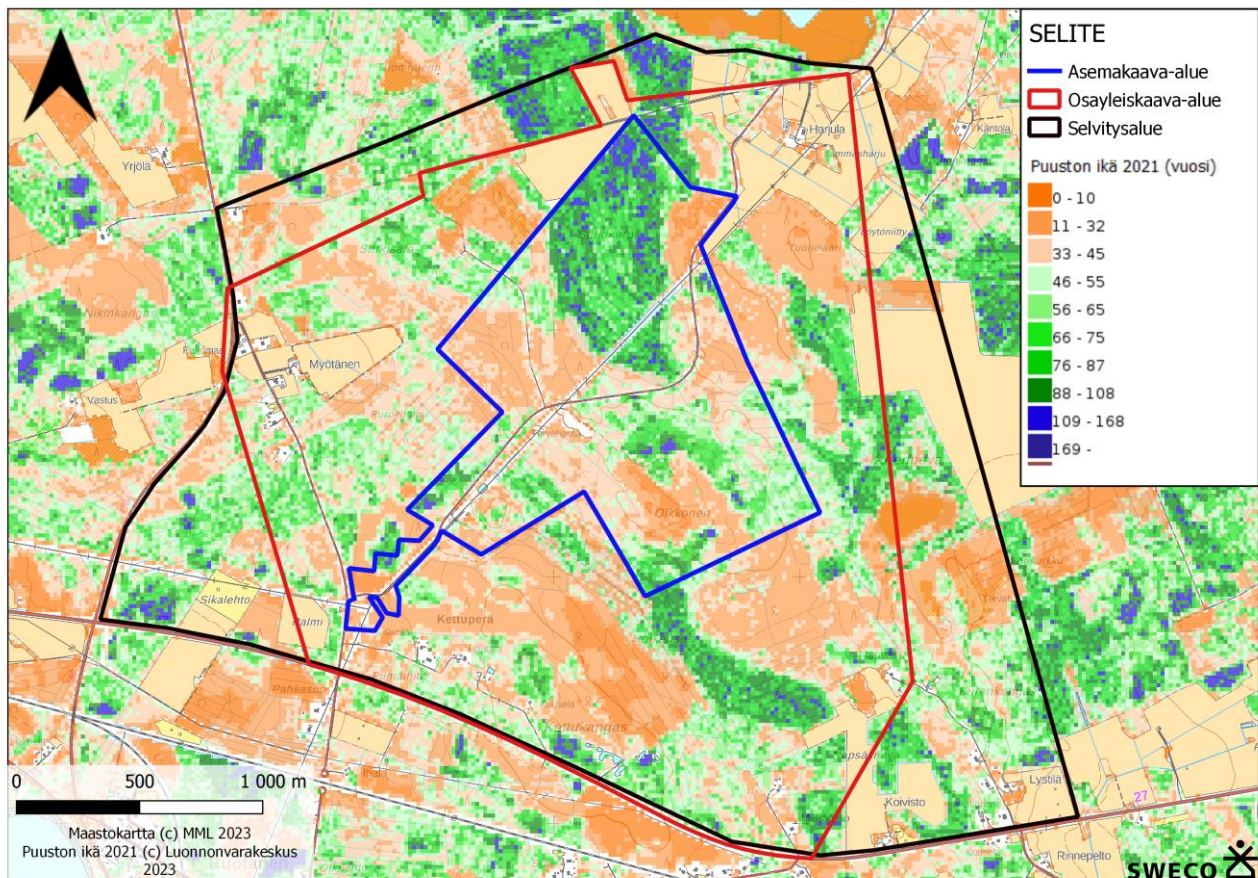 SELITE
Asemakaava-alue
Osayleiskaava-alue
Selvitysalue
Puuston ikä 2021 (vuosi)
0 - 10
11 - 32
33 - 45
46 - 55
56 - 65
66 - 75
76 - 87
88 - 108
109 - 168
169 -
Yrjölä
Harjula
Kantola
Nikinkangas
Myötänen
Vastus
Olkkonen
Sikalehto
Palmi
Kettuperä
Pahkasuo
Ihala
Lystilä
Koivisto
27
Rinnepelto
0 500 1 000 m
Maastokartta (c) MML 2023
Puuston ikä 2021 (c) Luonnonvarakeskus
2023
SWECO